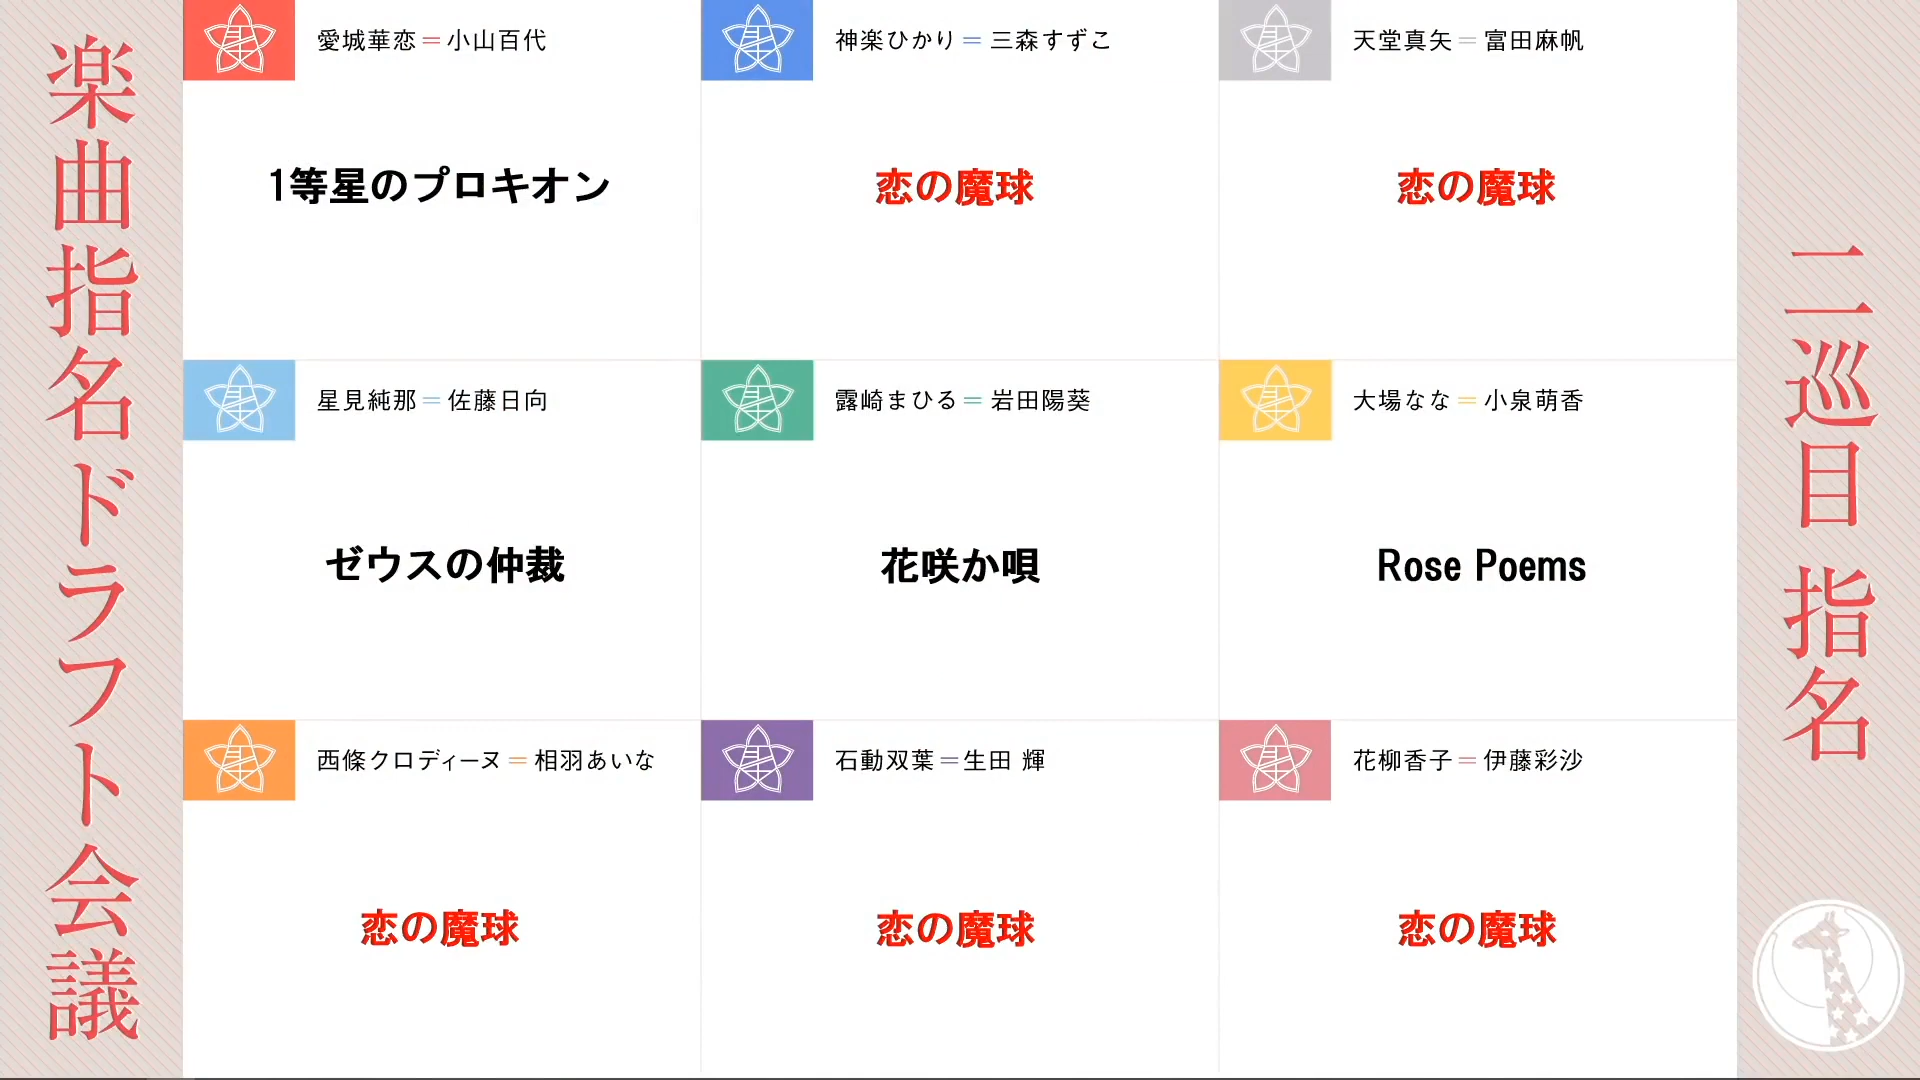 楽曲指名ドラフト会議
愛城華恋＝小山百代
1等星のプロキオン
神楽ひかり＝三森すずこ
恋の魔球
天堂真矢＝富田麻帆
恋の魔球
星見純那＝佐藤日向
ゼウスの仲裁
露崎まひる＝岩田陽葵
花咲か唄
大場なな＝小泉萌香
Rose Poems
西條クロディーヌ＝相羽あいな
恋の魔球
石動双葉＝生田 輝
恋の魔球
花柳香子＝伊藤彩沙
恋の魔球
二巡目 指名